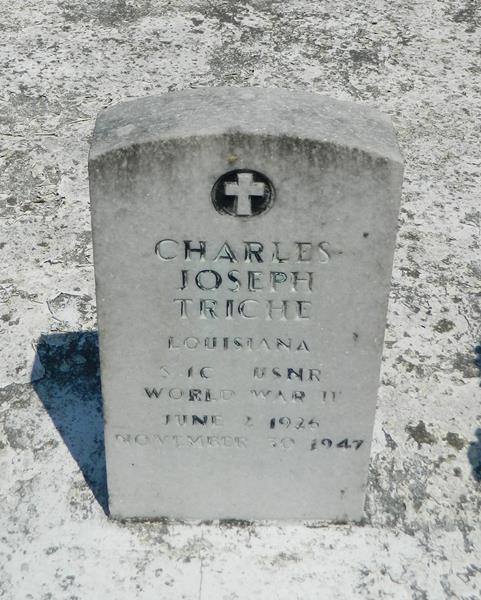 CHARLES
JOSEPH
TRICHE
LOUISIANA
S1C USNR
WORLD WAR II
JUNE 2 1926
NOVEMBER 30 1947